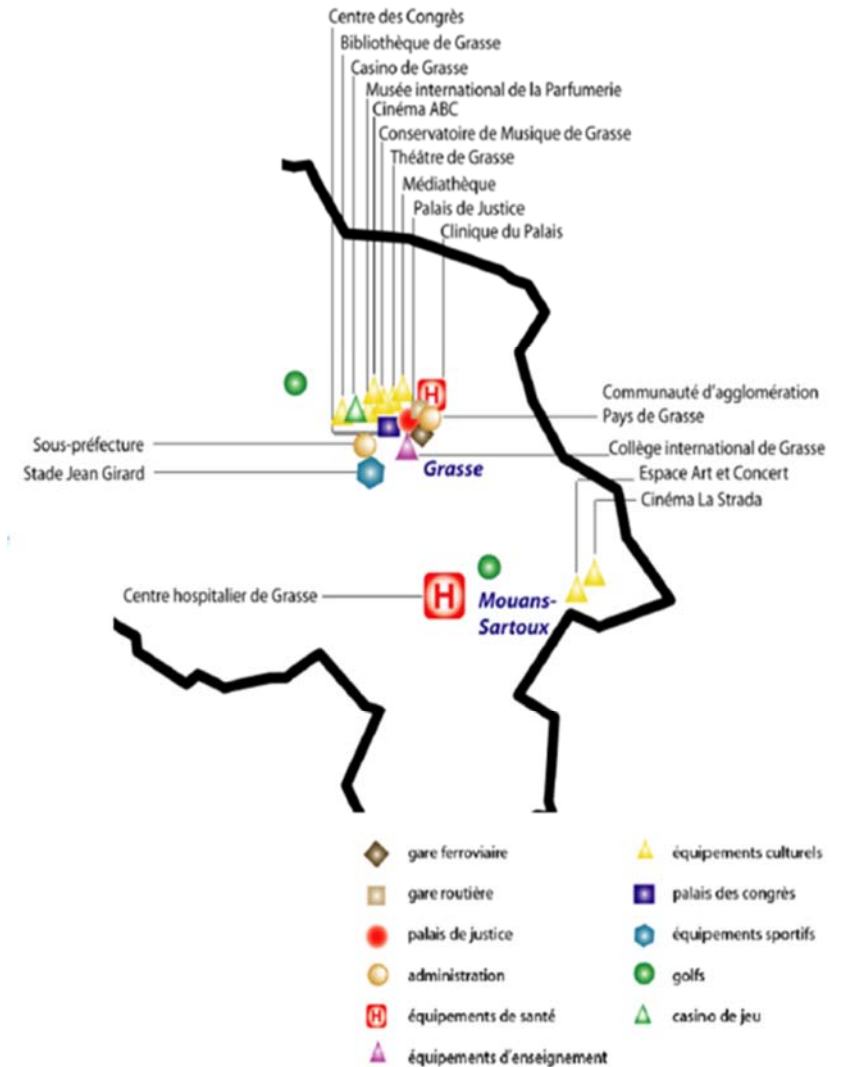 Centre des Congrès
Bibliothèque de Grasse
Casino de Grasse
Musée international de la Parfumerie
Cinéma ABC
Conservatoire de Musique de Grasse
Théâtre de Grasse
Médiathèque
Palais de Justice
Clinique du Palais
H
Communauté d'agglomération
Pays de Grasse
Sous-préfecture
Collège international de Grasse
Stade Jean Girard
Grasse
Espace Art et Concert
Cinéma La Strada
Centre hospitalier de Grasse
H
Mouans-
Sartoux
gare ferroviaire
équipements culturels
gare routière
palais des congrès
palais de justice
équipements sportifs
administration
golfs
H équipements de santé
casino de jeu
équipements d'enseignement